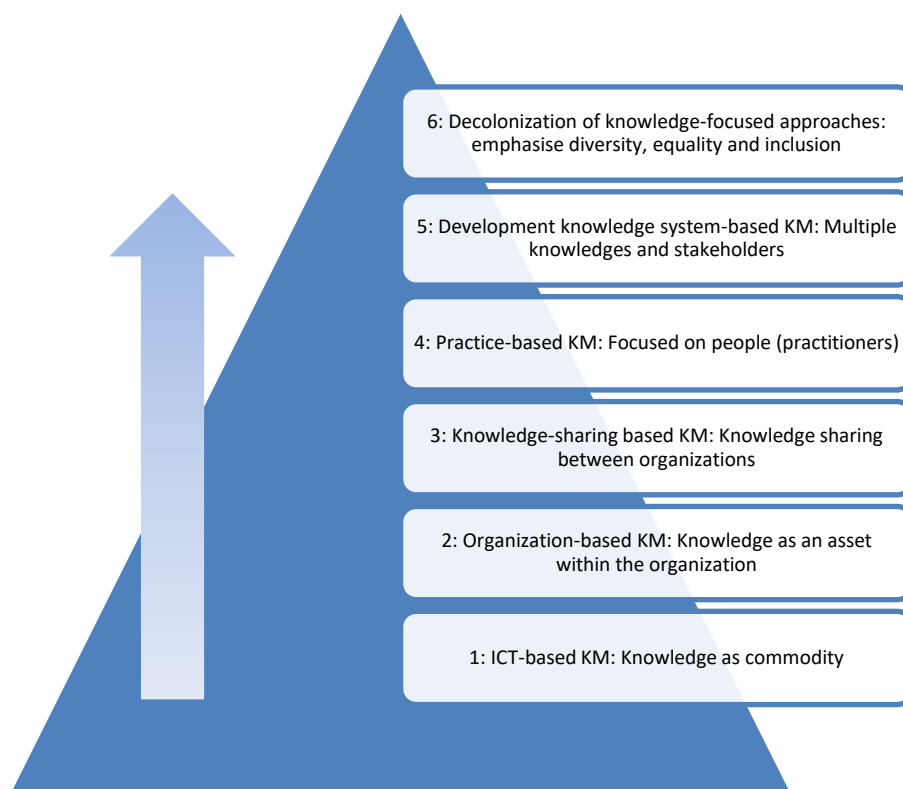 6: Decolonization of knowledge-focused approaches:
emphasise diversity, equality and inclusion
5: Development knowledge system-based KM: Multiple
knowledges and stakeholders
4: Practice-based KM: Focused on people (practitioners)
3: Knowledge-sharing based KM: Knowledge sharing
between organizations
2: Organization-based KM: Knowledge as an asset
within the organization
1: ICT-based KM: Knowledge as commodity